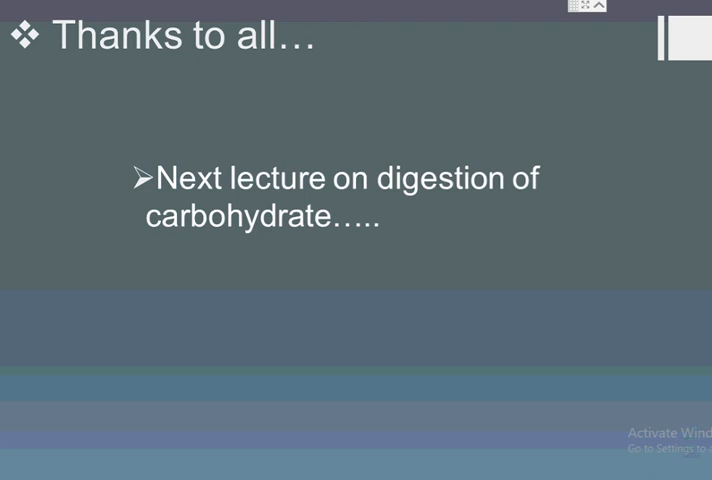 ❖ Thanks to all…
➢Next lecture on digestion of
carbohydrate…..
Activate Wind
Go to Settings to